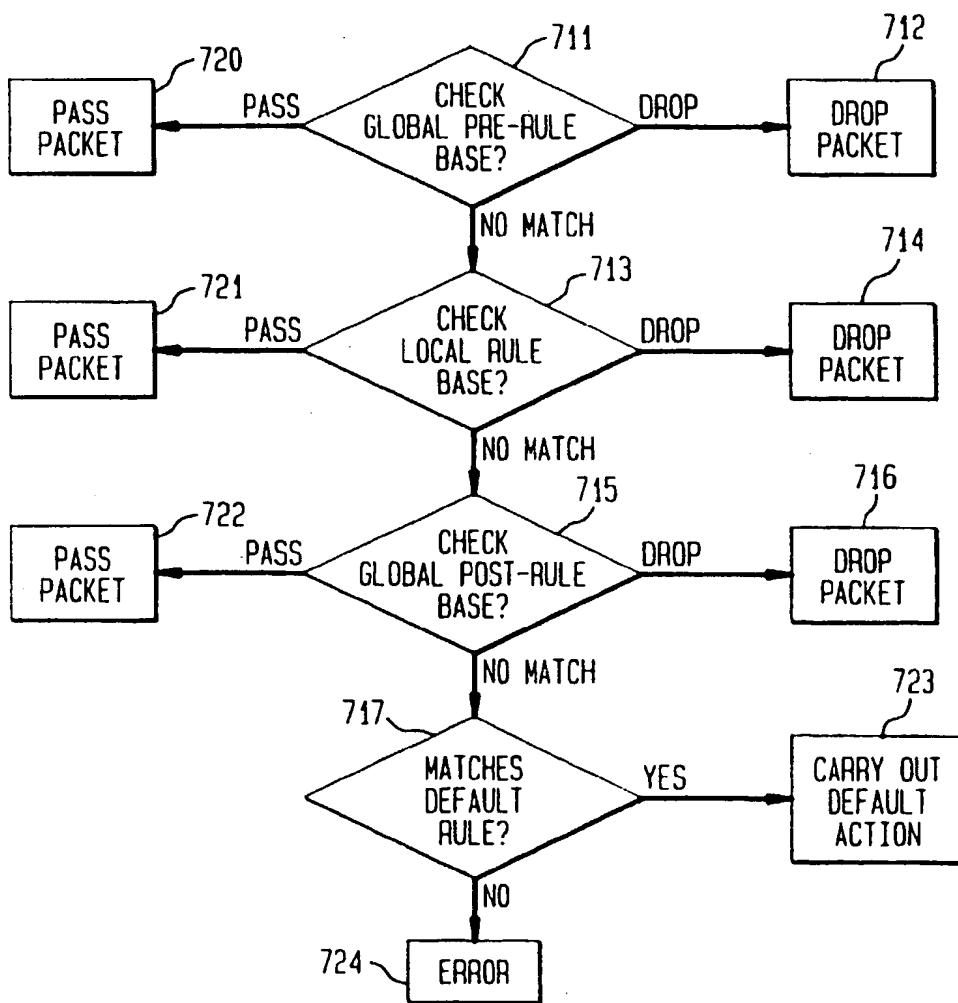 720
711
712
PASS
PACKET
PASS
CHECK
GLOBAL PRE-RULE
BASE?
DROP
DROP
PACKET
NO MATCH
721
713
714
PASS
PACKET
PASS
CHECK
LOCAL RULE
BASE?
DROP
DROP
PACKET
NO MATCH
722
715
716
PASS
PACKET
PASS
CHECK
GLOBAL POST-RULE
BASE?
DROP
DROP
PACKET
NO MATCH
717
723
MATCHES
DEFAULT
RULE?
YES
CARRY OUT
DEFAULT
ACTION
NO
724
ERROR